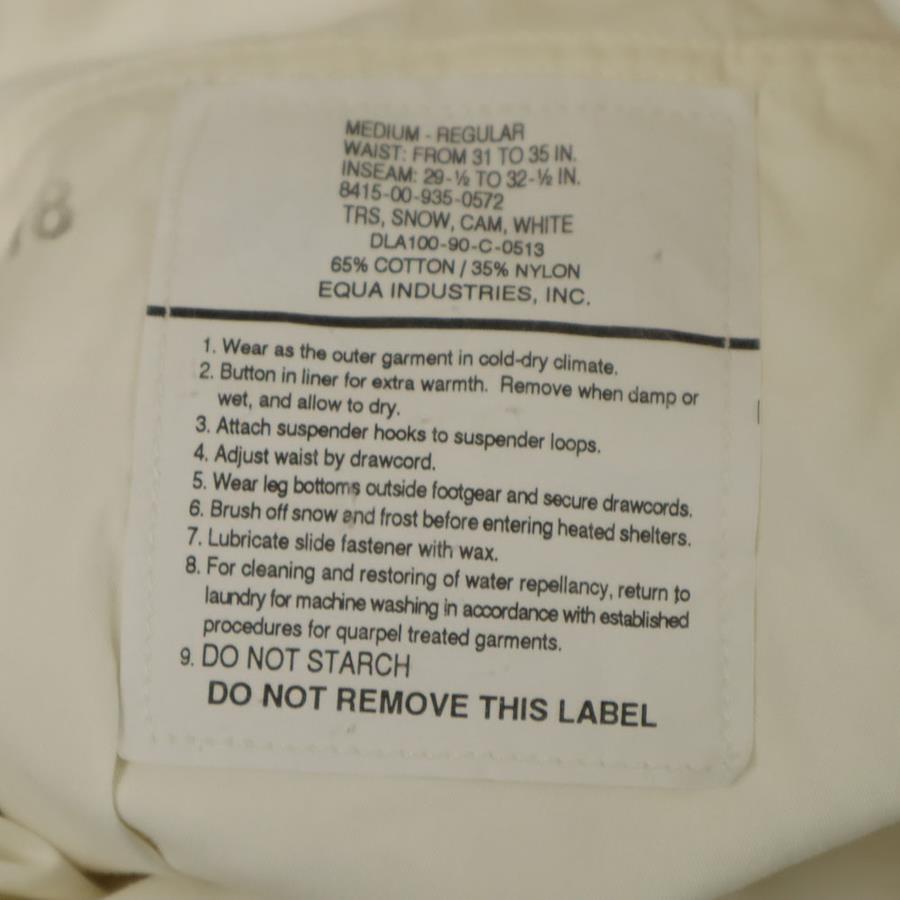 MEDIUM - REGULAR
WAIST: FROM 31 TO 35 IN.
INSEAM: 29-½ TO 32-½ IN.
8415-00-935-0572
TRS, SNOW, CAM, WHITE
DLA100-90-C-0513
65% COTTON / 35% NYLON
EQUA INDUSTRIES, INC.
1. Wear as the outer garment in cold-dry climate.
2. Button in liner for extra warmth. Remove when damp or
wet, and allow to dry.
3. Attach suspender hooks to suspender loops.
4. Adjust waist by drawcord.
5. Wear leg bottoms outside footgear and secure drawcords.
6. Brush off snow and frost before entering heated shelters.
7. Lubricate slide fastener with wax.
8. For cleaning and restoring of water repellancy, return to
laundry for machine washing in accordance with established
procedures for quarpel treated garments.
9. DO NOT STARCH
DO NOT REMOVE THIS LABEL